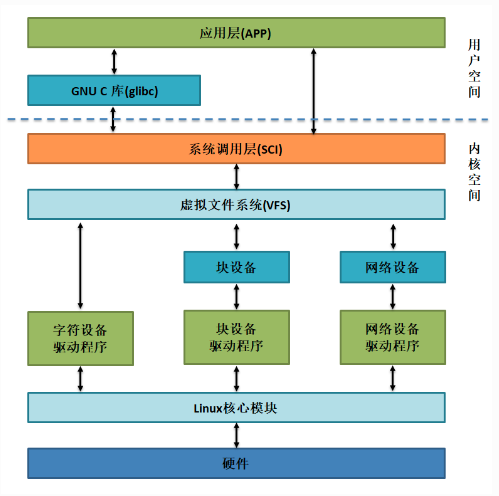 应用层(APP)
用户空间
GNU C 库(glibc)
系统调用层(SCI)
内核空间
虚拟文件系统(VFS)
块设备
网络设备
字符设备
驱动程序
块设备
驱动程序
网络设备
驱动程序
Linux核心模块
硬件